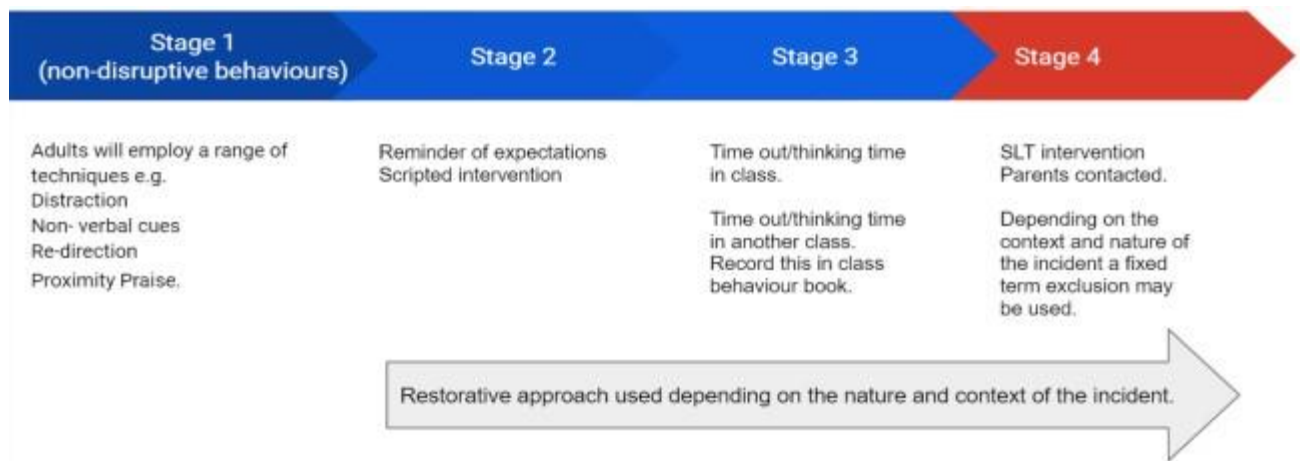 Stage 1
(non-disruptive behaviours)
Stage 2
Stage 3
Stage 4
Adults will employ a range of
techniques e.g.
Distraction
Non- verbal cues
Re-direction
Proximity Praise.
Reminder of expectations
Scripted intervention
Time out/thinking time
in class.
Time out/thinking time
in another class.
Record this in class
behaviour book.
SLT intervention
Parents contacted.
Depending on the
context and nature of
the incident a fixed
term exclusion may
be used.
Restorative approach used depending on the nature and context of the incident.